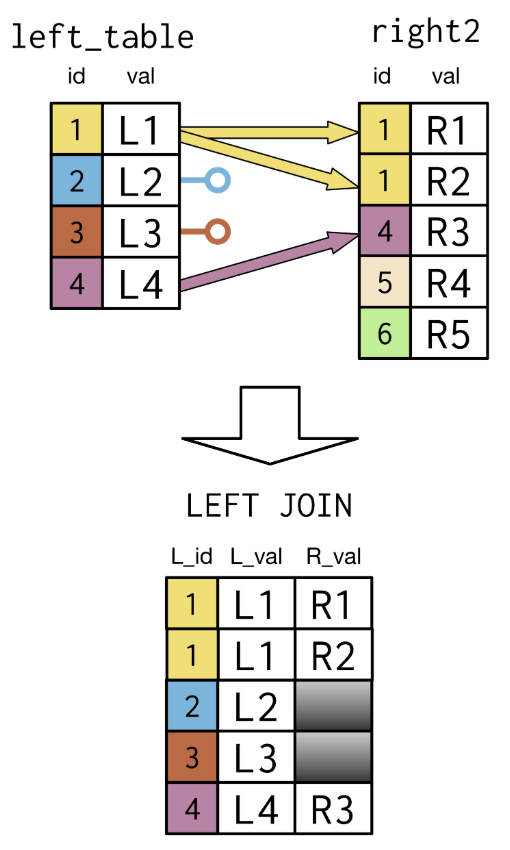 left_table right2
id val id val
1 L1 1 R1
2 L2 1 R2
3 L3 4 R3
4 L4 5 R4
6 R5
LEFT JOIN
L_id L_val R_val
1 L1 R1
1 L1 R2
2 L2
3 L3
4 L4 R3